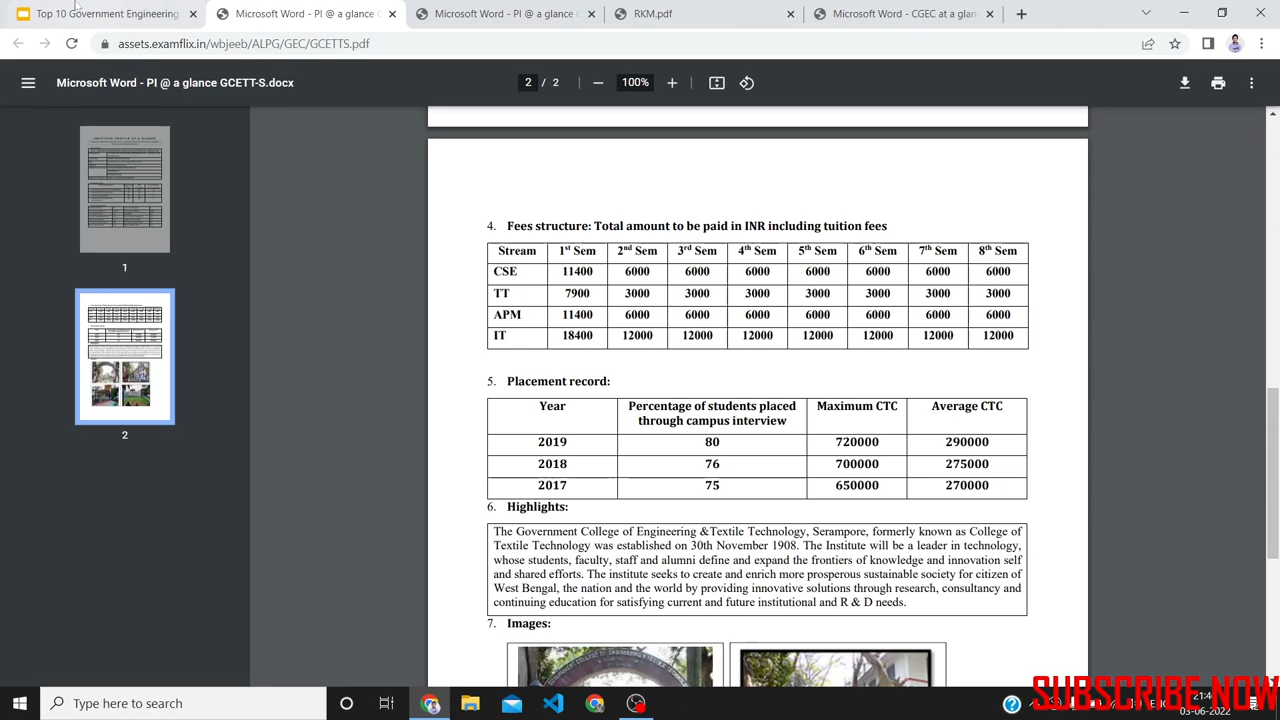 Top 10 Government Engineering
Microsoft Word - PI @ a glance G
Microsoft Word - PI @ a glance G
RKM.pdf
Microsoft Word - CGEC at a glan
assets.examflix.in/wbjeeb/ALPG/GEC/GCETTS.pdf
Microsoft Word - PI @ a glance GCETT-S.docx
2 / 2
100%
1
2
4. Fees structure: Total amount to be paid in INR including tuition fees
Stream 1st Sem 2nd Sem 3rd Sem 4th Sem 5th Sem 6th Sem 7th Sem 8th Sem
CSE 11400 6000 6000 6000 6000 6000 6000 6000
TT 7900 3000 3000 3000 3000 3000 3000 3000
APM 11400 6000 6000 6000 6000 6000 6000 6000
IT 18400 12000 12000 12000 12000 12000 12000 12000
5. Placement record:
Year Percentage of students placed through campus interview Maximum CTC Average CTC
2019 80 720000 290000
2018 76 700000 275000
2017 75 650000 270000
6. Highlights:
The Government College of Engineering &Textile Technology, Serampore, formerly known as College of
Textile Technology was established on 30th November 1908. The Institute will be a leader in technology,
whose students, faculty, staff and alumni define and expand the frontiers of knowledge and innovation self
and shared efforts. The institute seeks to create and enrich more prosperous sustainable society for citizen of
West Bengal, the nation and the world by providing innovative solutions through research, consultancy and
continuing education for satisfying current and future institutional and R & D needs.
7. Images:
Type here to search
SUBSCRIBE NOW
03-06-2022